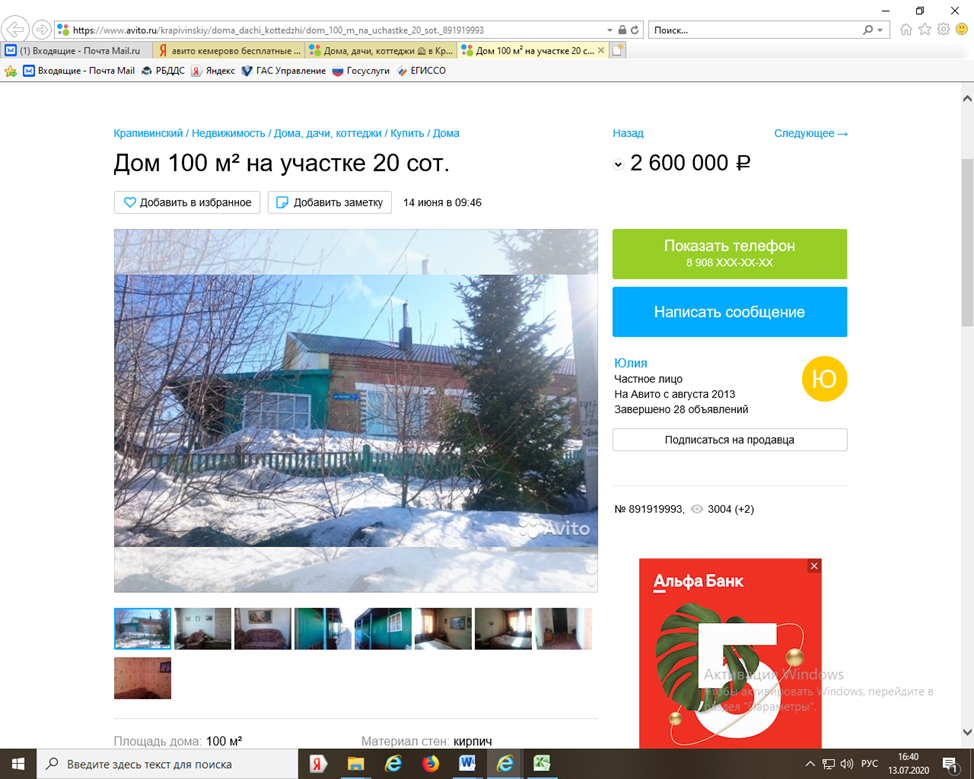 https://www.avito.ru/krapivinskiy/doma_dachi_kottedzhi/dom_100_m_na_uchastke_20_sot._891919993
Поиск...
(1) Входящие - Почта Mail.ru
авито кемерово бесплатные ...
Дома, дачи, коттеджи 🏠 в Кр...
Дом 100 м² на участке 20 с...
Входящие - Почта Mail
РБДДС
Яндекс
ГАС Управление
Госуслуги
ЕГИССО
Крапивинский / Недвижимость / Дома, дачи, коттеджи / Купить / Дома
Назад
Следующее →
Дом 100 м² на участке 20 сот.
2 600 000 ₽
Добавить в избранное
Добавить заметку
14 июня в 09:46
Показать телефон
8 908 XXX-XX-XX
Написать сообщение
Юлия
Частное лицо
На Авито с августа 2013
Завершено 28 объявлений
Ю
Подписаться на продавца
№ 891919993, 3004 (+2)
Avito
Альфа Банк
Б
Активация Windows
Чтобы активировать Windows, перейдите в
раздел "Параметры".
Площадь дома: 100 м²
Материал стен: кирпич
Введите здесь текст для поиска
РУС
16:40
13.07.2020
1